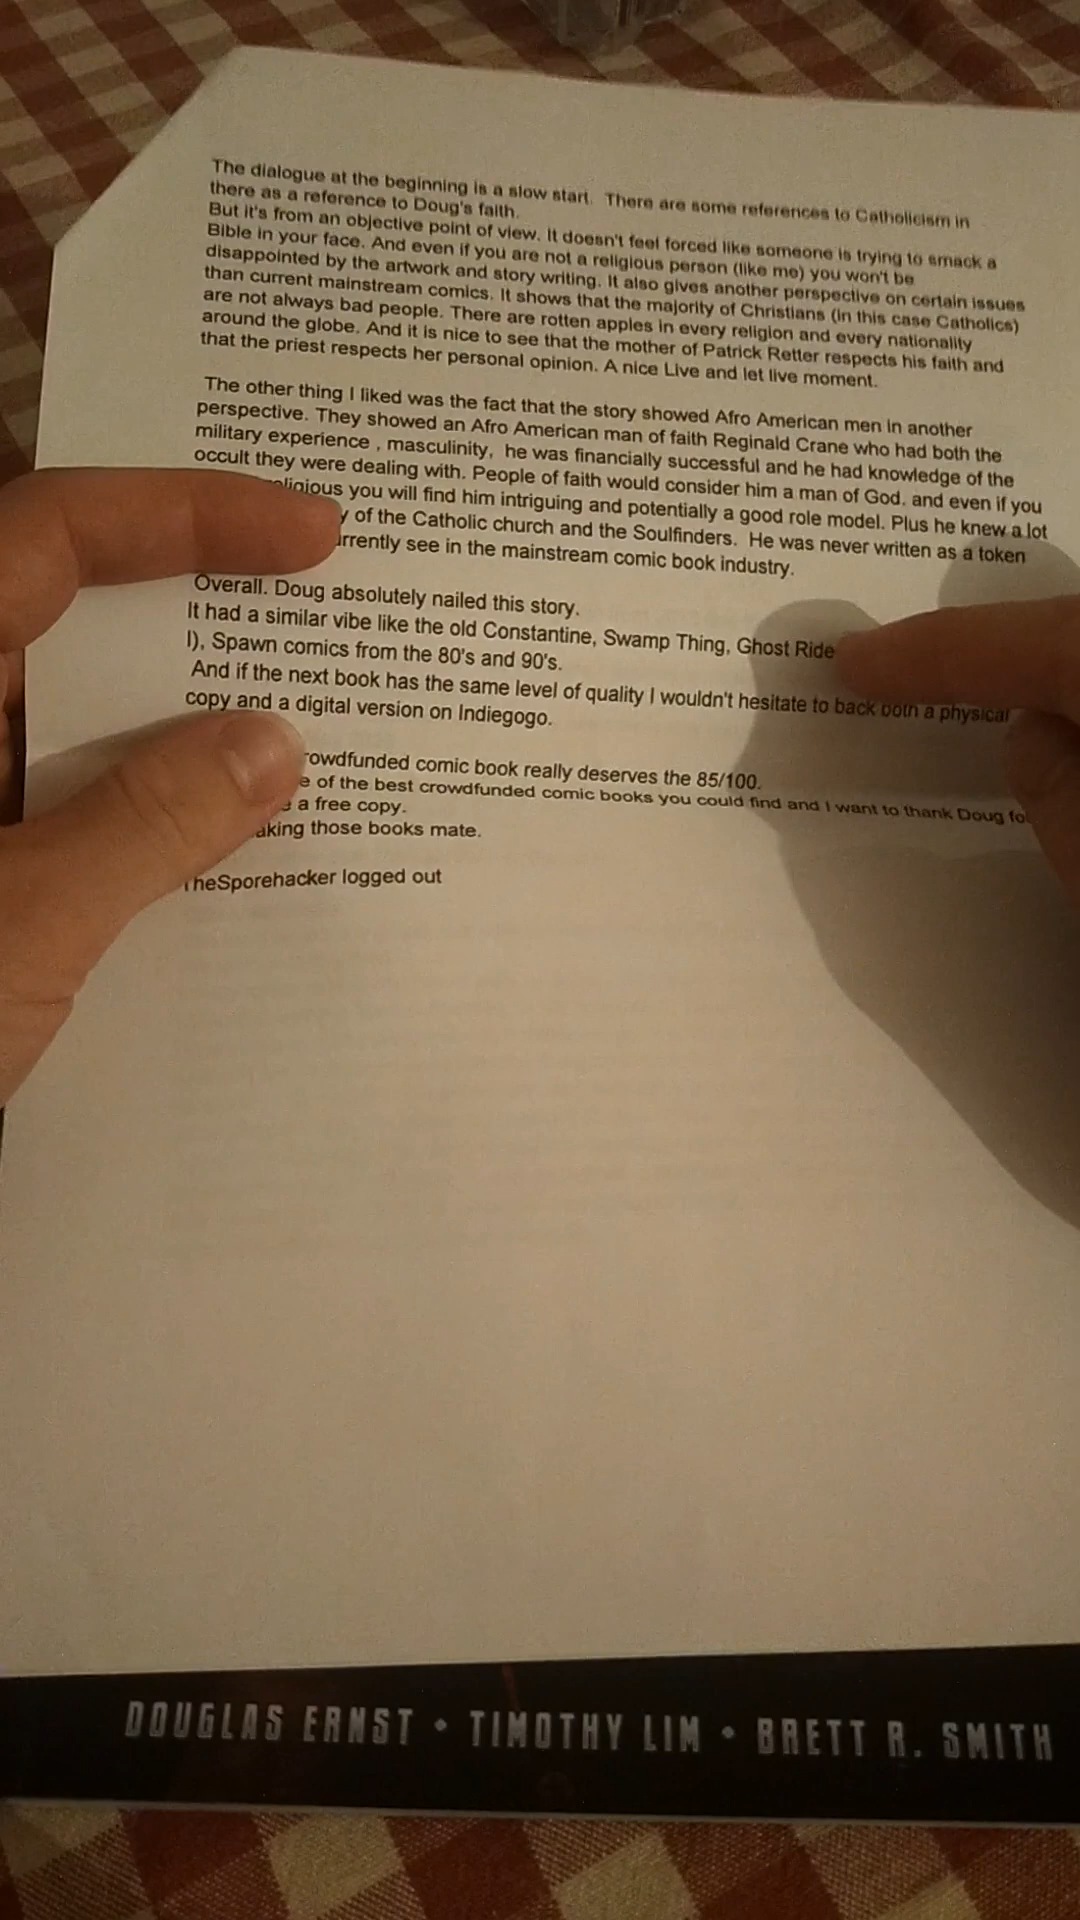 The dialogue at the beginning is a slow start. There are some references to Catholicism in
there as a reference to Doug's faith.
But it's from an objective point of view. It doesn't feel forced like someone is trying to smack a
Bible in your face. And even if you are not a religious person (like me) you won't be
disappointed by the artwork and story writing. It also gives another perspective on certain issues
than current mainstream comics. It shows that the majority of Christians (in this case Catholics)
are not always bad people. There are rotten apples in every religion and every nationality
around the globe. And it is nice to see that the mother of Patrick Retter respects his faith and
that the priest respects her personal opinion. A nice Live and let live moment.
The other thing I liked was the fact that the story showed Afro American men in another
perspective. They showed an Afro American man of faith Reginald Crane who had both the
military experience , masculinity, he was financially successful and he had knowledge of the
occult they were dealing with. People of faith would consider him a man of God. and even if you
you will find him intriguing and potentially a good role model. Plus he knew a lot
of the Catholic church and the Soulfinders. He was never written as a token
see in the mainstream comic book industry.
Overall. Doug absolutely nailed this story.
It had a similar vibe like the old Constantine, Swamp Thing, Ghost Ride
I), Spawn comics from the 80's and 90's.
And if the next book has the same level of quality I wouldn't hesitate to back both a physical
copy and a digital version on Indiegogo.
comic book really deserves the 85/100.
of the best crowdfunded comic books you could find and I want to thank Doug
a free copy.
those books mate.
TheSporehacker logged out
DOUGLAS ERNST • TIMOTHY LIM • BRETT R. SMITH